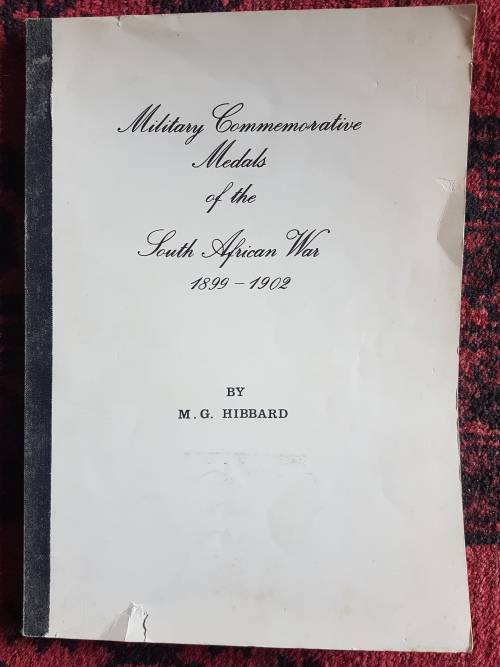 Military Commemorative
Medals
of the
South African War
1899 – 1902
BY
M. G. HIBBARD